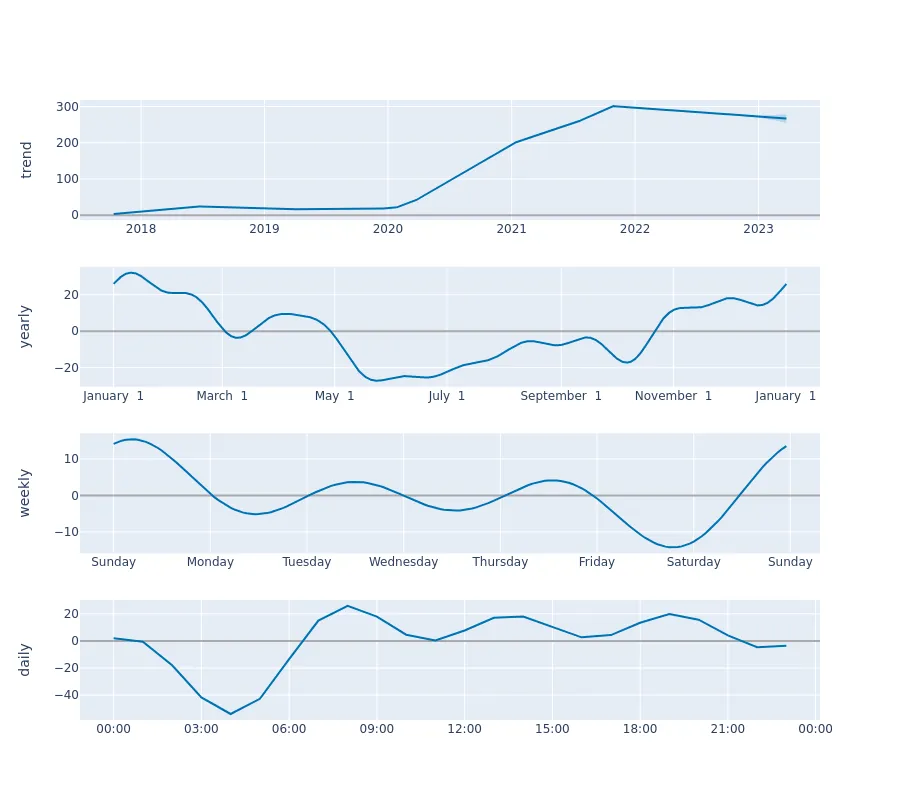 trend
300
200
100
0
2018 2019 2020 2021 2022 2023
yearly
20
0
−20
January 1 March 1 May 1 July 1 September 1 November 1 January 1
weekly
10
0
−10
Sunday Monday Tuesday Wednesday Thursday Friday Saturday Sunday
daily
20
0
−20
−40
00:00 03:00 06:00 09:00 12:00 15:00 18:00 21:00 00:00